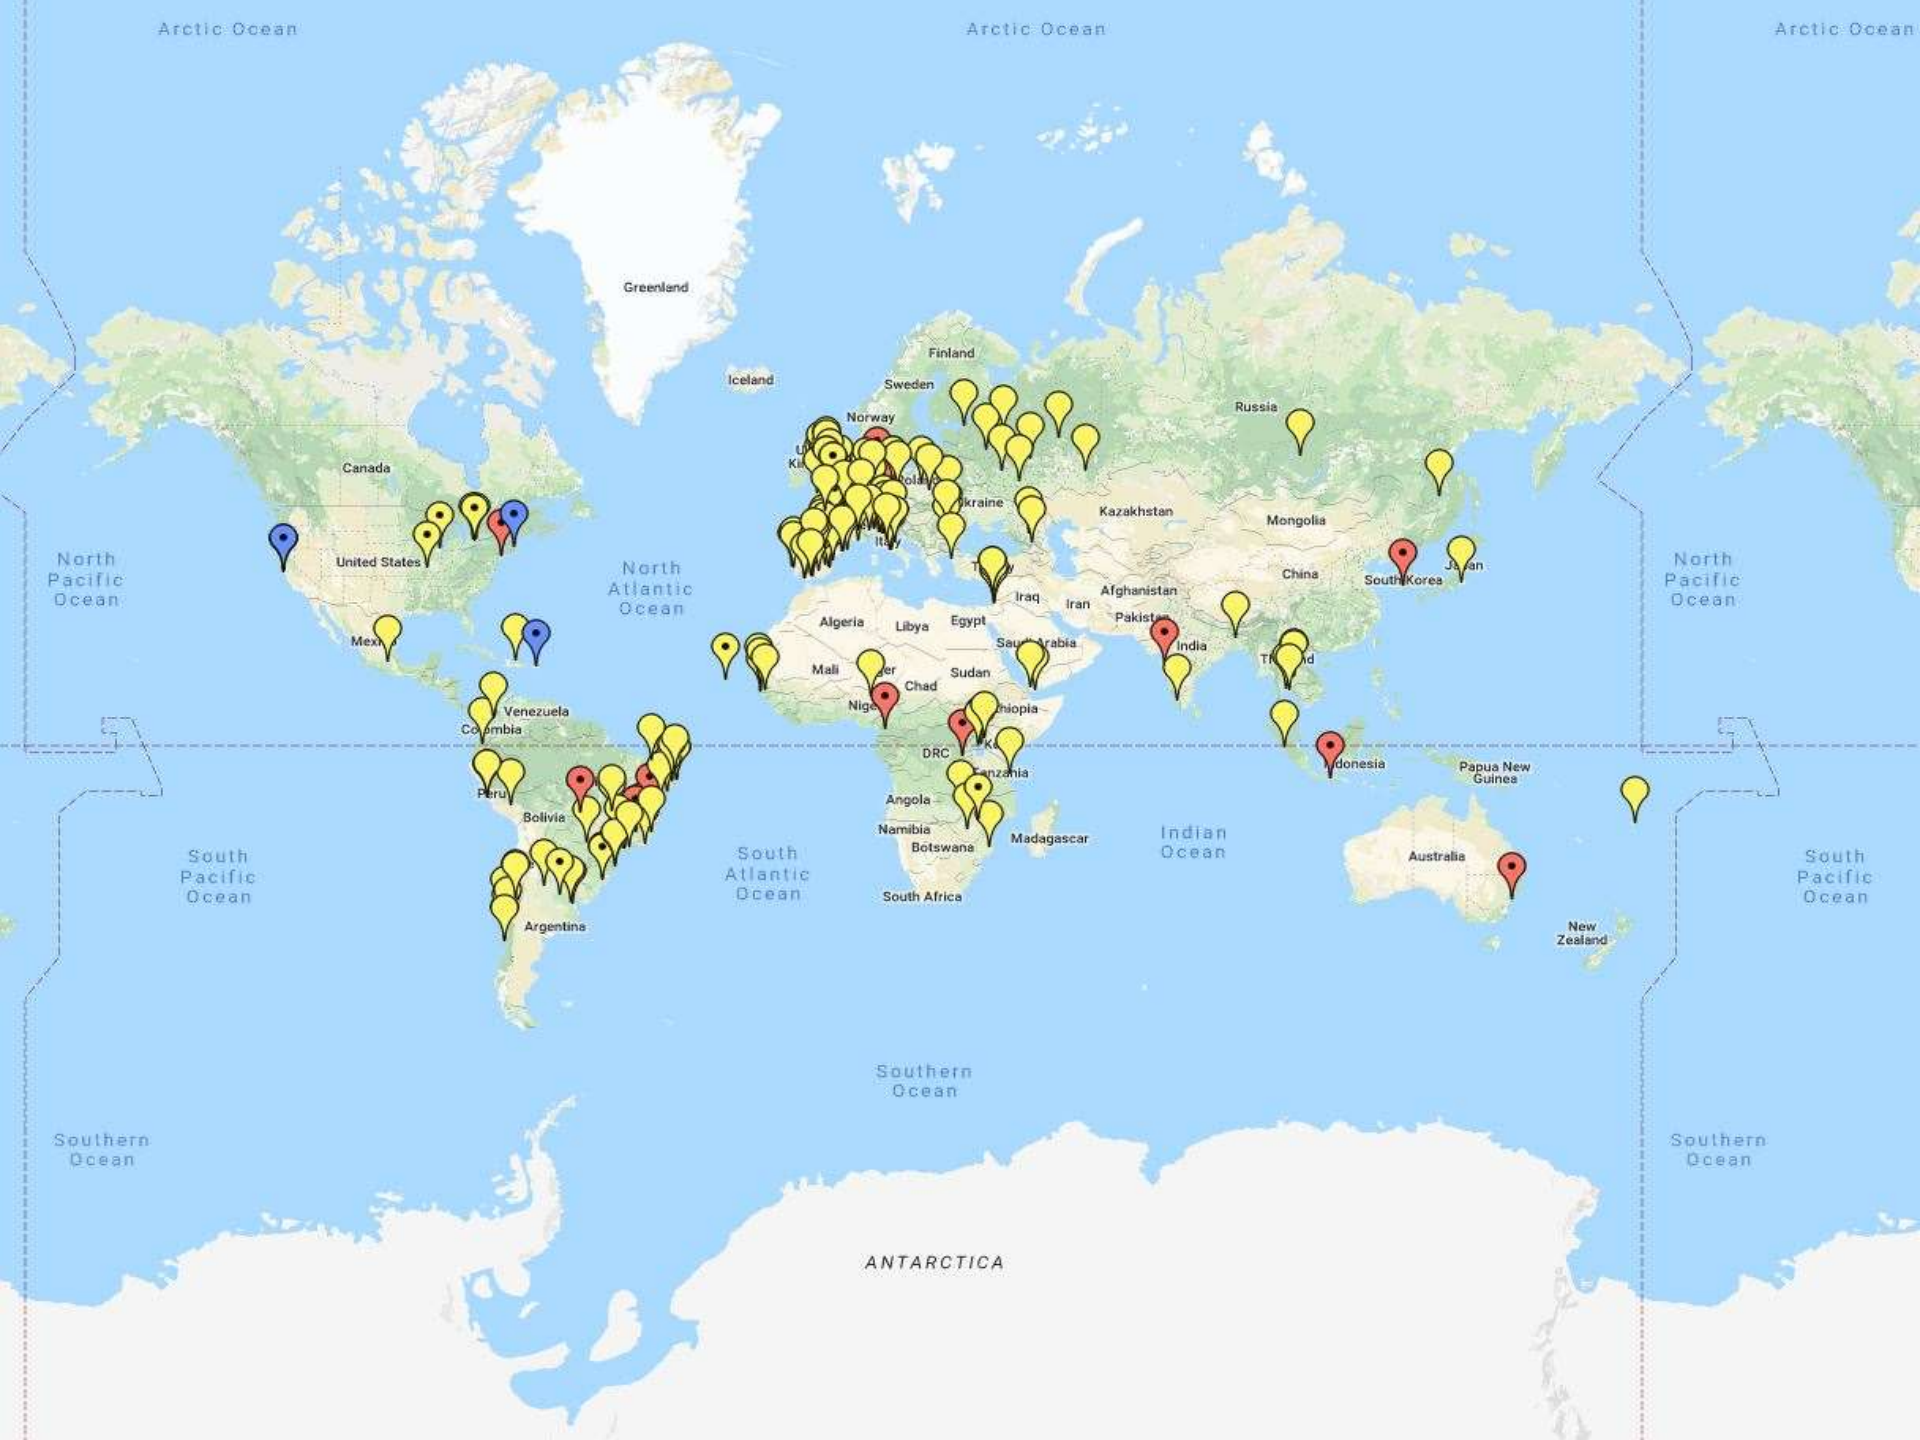 Arctic Ocean
Arctic Ocean
Arctic Ocean
Greenland
Finland
Iceland
Sweden
Norway
Russia
Canada
Kazakhstan
Mongolia
United States
North
Pacific
Ocean
North
Atlantic
Ocean
China
South Korea
North
Pacific
Ocean
Afghanistan
Iraq
Iran
Algeria
Libya
Egypt
India
Mali
Sudan
Chad
Venezuela
DRC
Papua New
Guinea
Angola
Bolivia
Namibia
Madagascar
Botswana
Indian
Ocean
Australia
South
Pacific
Ocean
South
Atlantic
Ocean
South
Pacific
Ocean
South Africa
Argentina
New
Zealand
Southern
Ocean
Southern
Ocean
Southern
Ocean
ANTARCTICA